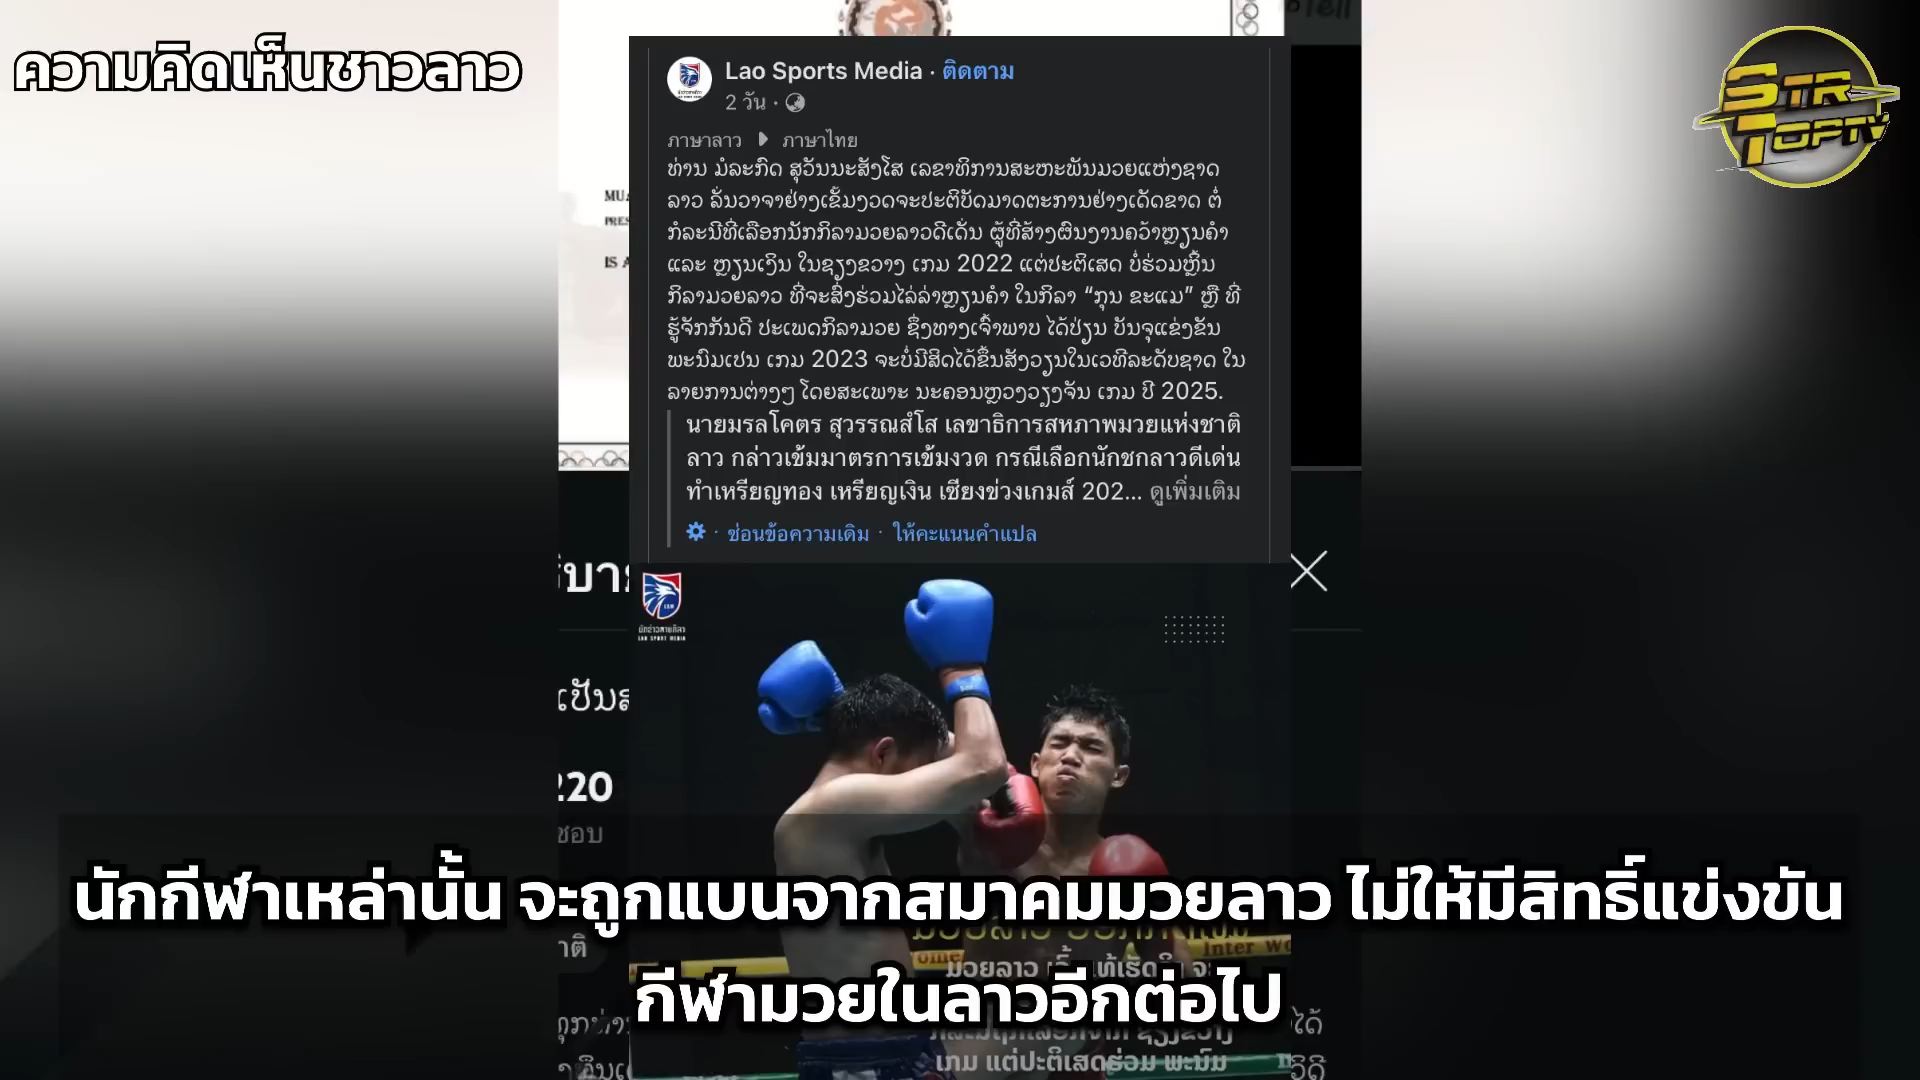 ความคิดเห็นชาวลาว
STR
TOPTV
Lao Sports Media · ติดตาม
2 วัน ·
ภาษาลาว ภาษาไทย
ທ່ານ ມໍລະກົດ ສຸວັນນະສັງໂສ ເລຂາທິການສະຫະພັນມວຍແຫ່ງຊາດ
ລາວ ລັ່ນວາຈາຢ່າງເຂັ້ມງວດຈະປະຕິບັດມາດຕະການຢ່າງເດັດຂາດ ຕໍ່
ກໍລະນີທີ່ເລືອກນັກກິລາມວຍລາວດີເດັ່ນ ຜູ້ທີ່ສ້າງຜົນງານຄວ້າຫຼຽນຄຳ
ແລະ ຫຼຽນເງິນ ໃນຊຽງຂວາງ ເກມ 2022 ແຕ່ປະຕິເສດ ບໍ່ຮ່ວມຫຼິ້ນ
ກິລາມວຍລາວ ທີ່ຈະສົ່ງຮ່ວມໄລ່ລ່າຫຼຽນຄຳ ໃນກິລາ “ກຸນ ຂະແມ” ຫຼື ທີ່
ຮູ້ຈັກກັນດີ ປະເພດກິລາມວຍ ຊຶ່ງທາງເຈົ້າພາບ ໄດ້ປ່ຽນ ບັນຈຸແຂ່ງຂັນ
ພະນົມເປນ ເກມ 2023 ຈະບໍ່ມີສິດໄດ້ຂຶ້ນສັງວຽນໃນເວທີລະດັບຊາດ ໃນ
ລາຍການຕ່າງໆ ໂດຍສະເພາະ ນະຄອນຫຼວງວຽງຈັນ ເກມ ປີ 2025.
นายมรลโคตร สุวรรณสํโส เลขาธิการสหภาพมวยแห่งชาติ
ลาว กล่าวเข้มมาตรการเข้มงวด กรณีเลือกนักชกลาวดีเด่น
ทำเหรียญทอง เหรียญเงิน เซียงข่วงเกมส์ 202... ดูเพิ่มเติม
· ซ่อนข้อความเดิม · ให้คะแนนคำแปล
LAO SPORT MEDIA
220
นักกีฬาเหล่านั้น จะถูกแบนจากสมาคมมวยลาว ไม่ให้มีสิทธิ์แข่งขัน
กีฬามวยในลาวอีกต่อไป
ເກມ ແຕ່ປະຕິເສດຮ່ວມ ພະນົມ